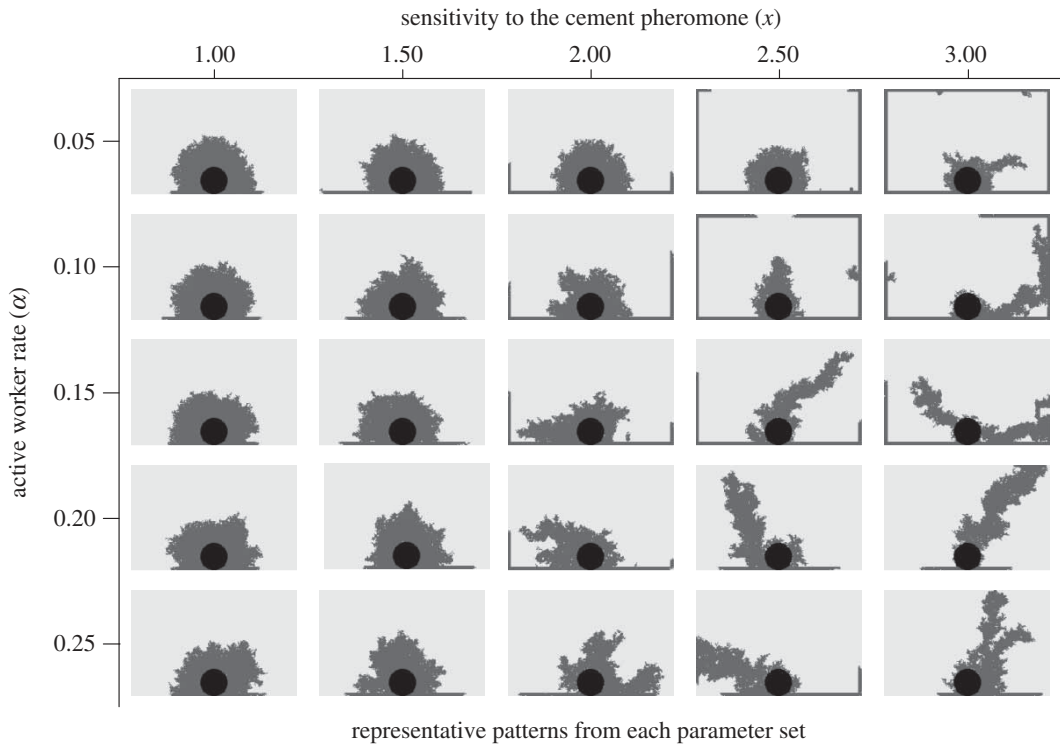 sensitivity to the cement pheromone (x)
1.00 1.50 2.00 2.50 3.00
active worker rate (α)
0.05
0.10
0.15
0.20
0.25
representative patterns from each parameter set